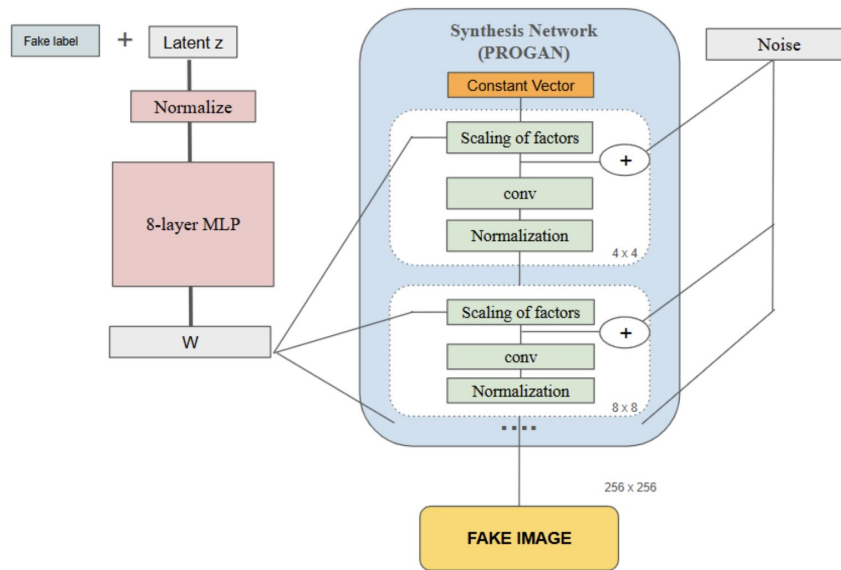 Fake label
+
Latent z
Normalize
8-layer MLP
W
Synthesis Network
(PROGAN)
Constant Vector
Scaling of factors
+
conv
Normalization
4 x 4
Scaling of factors
+
conv
Normalization
8 x 8
....
Noise
256 x 256
FAKE IMAGE